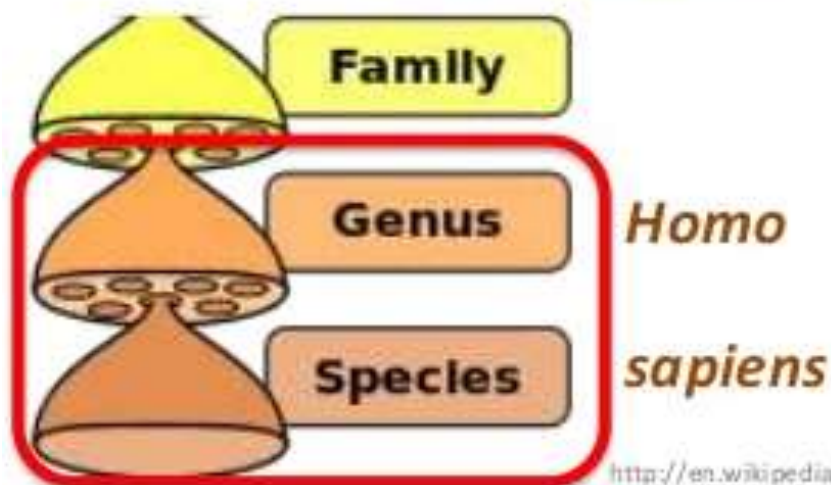 Family
Genus
Homo
Species
sapiens
http://en.wikipedia